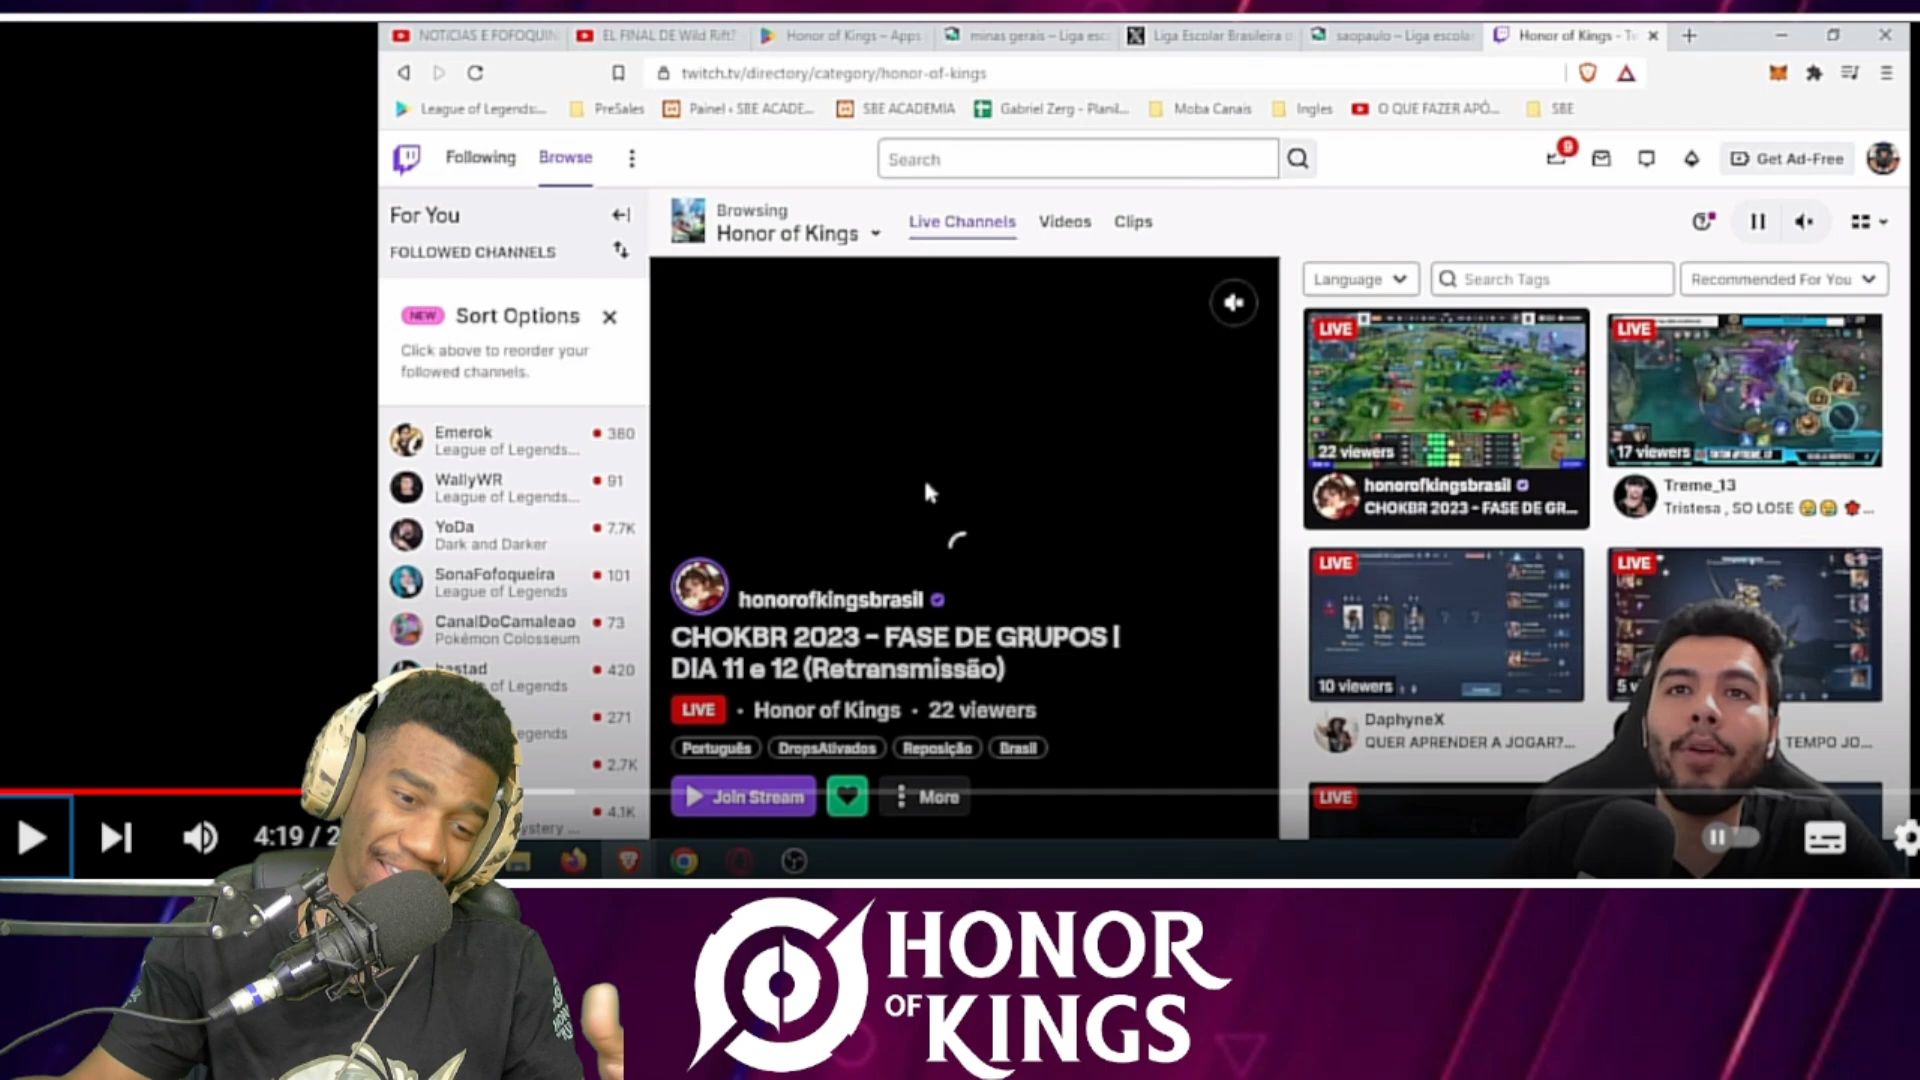 NOTICIAS E FOFOQUIN
EL FINAL DE Wild Rift?
Honor of Kings – Apps
minas gerais – Liga esc
Liga Escolar Brasileira d
saopaulo – Liga escola
Honor of Kings - Tw
twitch.tv/directory/category/honor-of-kings
League of Legends:...
PreSales
Painel ‹ SBE ACADE...
SBE ACADEMIA
Gabriel Zerg - Planil...
Moba Canais
Ingles
O QUE FAZER APÓ...
SBE
Following
Browse
Search
9
Get Ad-Free
For You
FOLLOWED CHANNELS
NEW
Sort Options
Click above to reorder your
followed channels.
Emerok
380
League of Legends...
WallyWR
91
League of Legends...
YoDa
7.7K
Dark and Darker
SonaFofoqueira
101
League of Legends
CanalDoCamaleao
73
Pokémon Colosseum
420
of Legends
271
egends
2.7K
4.1K
ystery ...
Browsing
Honor of Kings
Live Channels
Videos
Clips
honorofkingsbrasil
CHOKBR 2023 – FASE DE GRUPOS |
DIA 11 e 12 (Retransmissão)
LIVE
Honor of Kings
22 viewers
Português
DropsAtivados
Reposição
Brasil
Join Stream
More
Language
Search Tags
Recommended For You
LIVE
22 viewers
honorofkingsbrasil
CHOKBR 2023 – FASE DE GR...
LIVE
17 viewers
Treme_13
Tristesa , SO LOSE 😭😭 ...
LIVE
10 viewers
DaphyneX
QUER APRENDER A JOGAR?...
LIVE
5 v
TEMPO JO...
LIVE
4:19 / 2
HONOR
OF KINGS